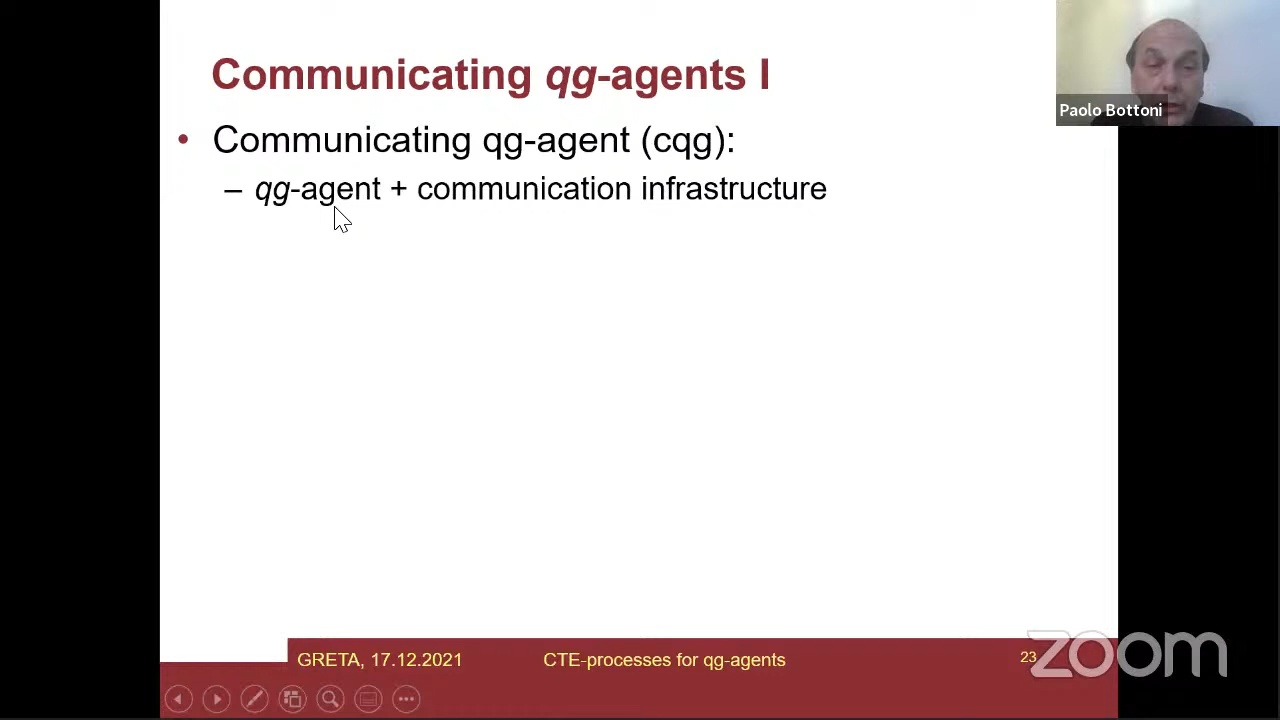 Communicating qg-agents I
Paolo Bottoni
• Communicating qg-agent (cqg):
– qg-agent + communication infrastructure
GRETA, 17.12.2021 CTE-processes for qg-agents 23
zoom